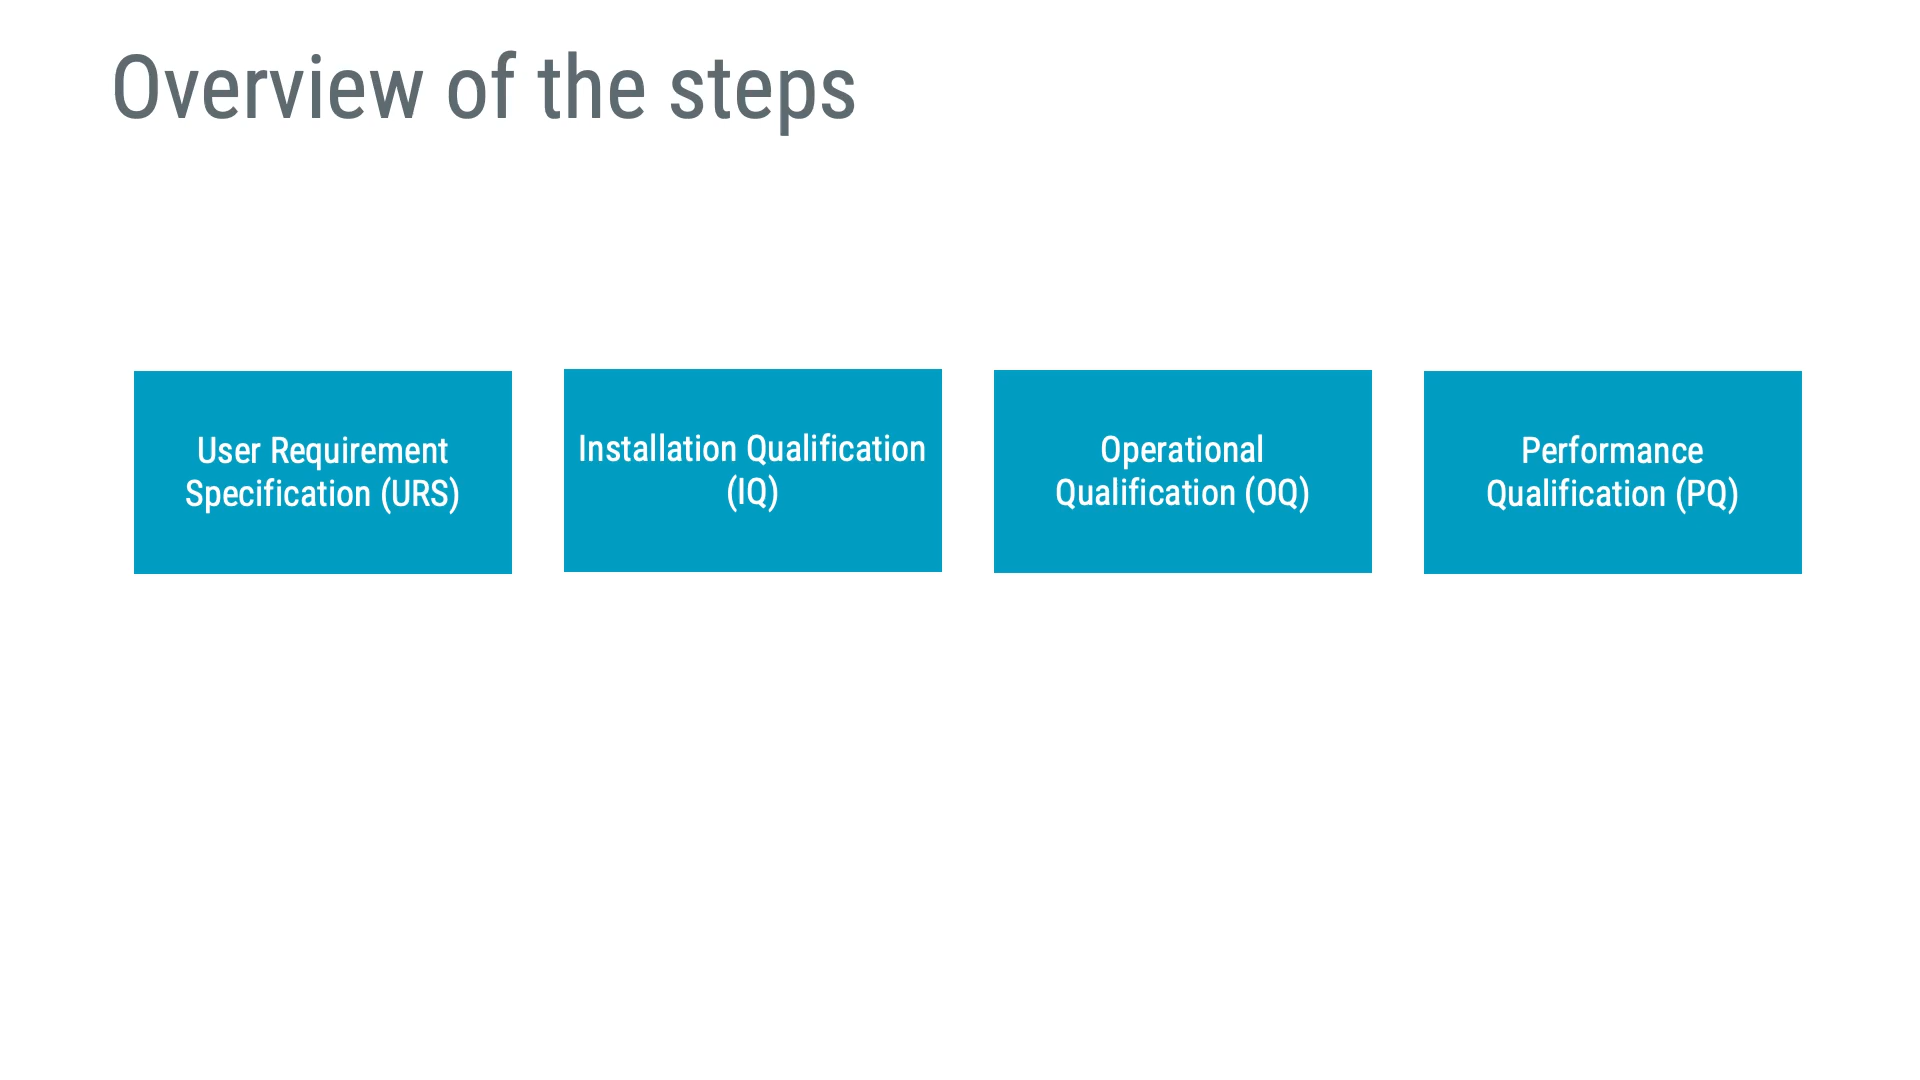 Overview of the steps
User Requirement
Specification (URS)
Installation Qualification
(IQ)
Operational
Qualification (OQ)
Performance
Qualification (PQ)